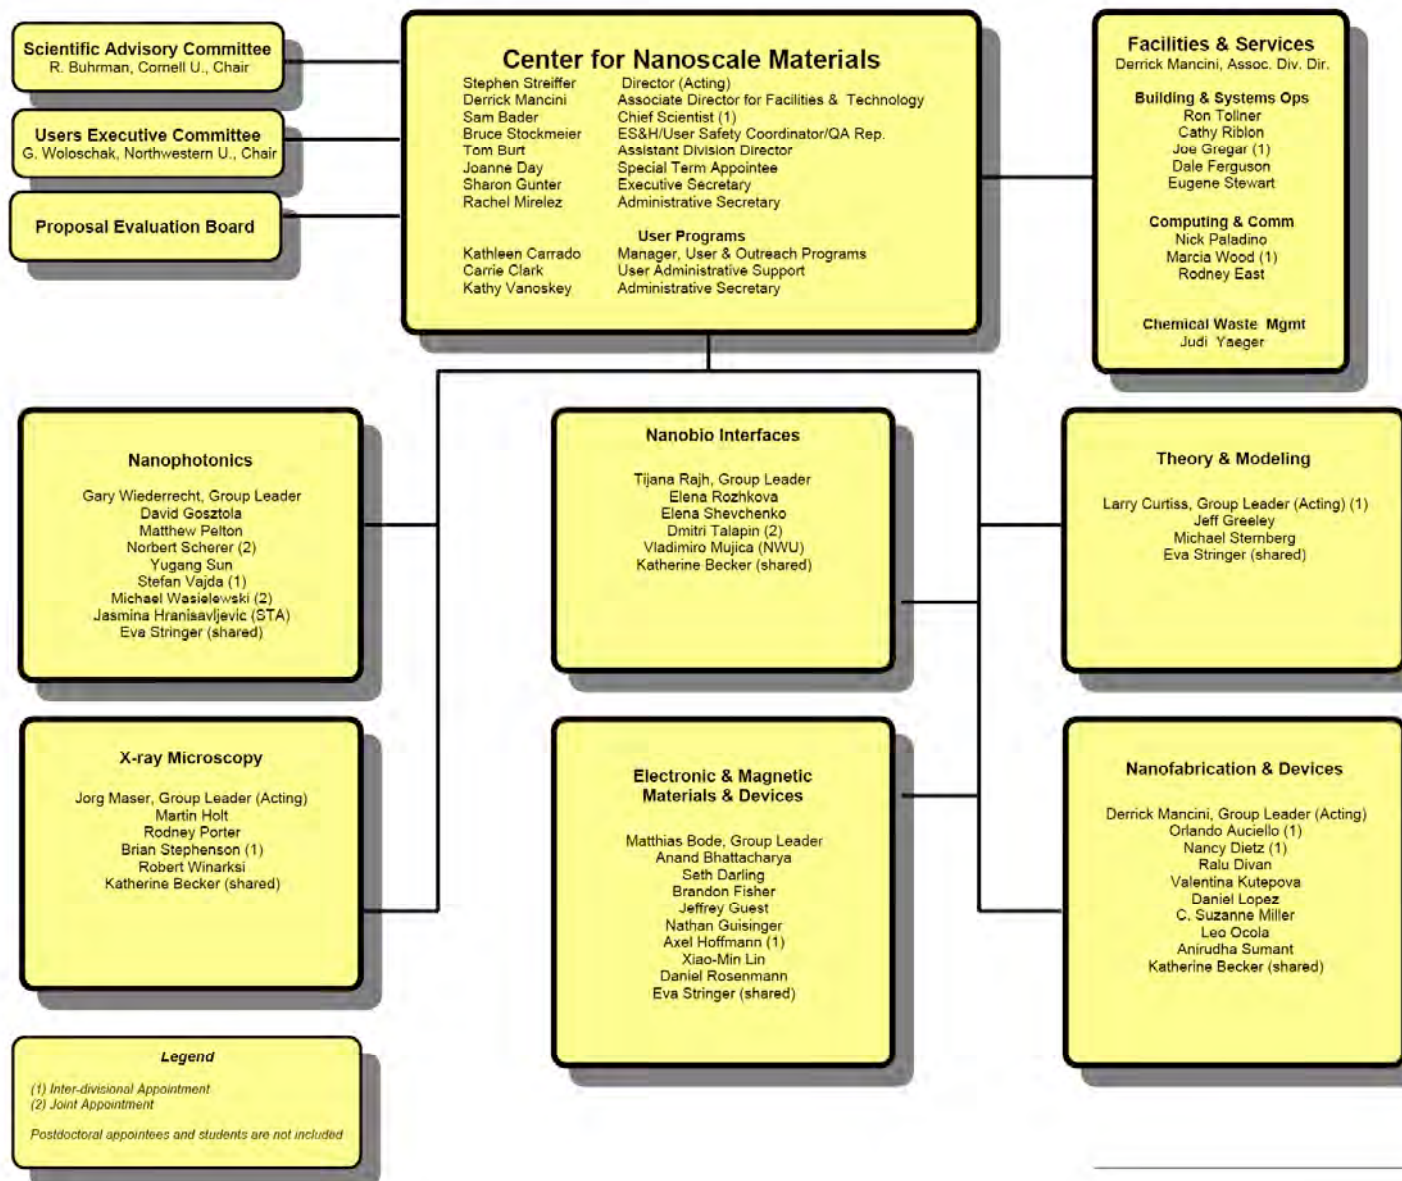 Scientific Advisory Committee
R. Buhrman, Cornell U., Chair
Users Executive Committee
G. Woloschak, Northwestern U., Chair
Proposal Evaluation Board
Center for Nanoscale Materials
Stephen Streiffer Director (Acting)
Derrick Mancini Associate Director for Facilities & Technology
Sam Bader Chief Scientist (1)
Bruce Stockmeier ES&H/User Safety Coordinator/QA Rep.
Tom Burt Assistant Division Director
Joanne Day Special Term Appointee
Sharon Gunter Executive Secretary
Rachel Mirelez Administrative Secretary
User Programs
Kathleen Carrado Manager, User & Outreach Programs
Carrie Clark User Administrative Support
Kathy Vanoskey Administrative Secretary
Facilities & Services
Derrick Mancini, Assoc. Div. Dir.
Building & Systems Ops
Ron Tollner
Cathy Riblon
Joe Gregar (1)
Dale Ferguson
Eugene Stewart
Computing & Comm
Nick Paladino
Marcia Wood (1)
Rodney East
Chemical Waste Mgmt
Judi Yaeger
Nanophotonics
Gary Wiederrecht, Group Leader
David Gosztola
Matthew Pelton
Norbert Scherer (2)
Yugang Sun
Stefan Vajda (1)
Michael Wasielewski (2)
Jasmina Hranisavljevic (STA)
Eva Stringer (shared)
Nanobio Interfaces
Tijana Rajh, Group Leader
Elena Rozhkova
Elena Shevchenko
Dmitri Talapin (2)
Vladimiro Mujica (NWU)
Katherine Becker (shared)
Theory & Modeling
Larry Curtiss, Group Leader (Acting) (1)
Jeff Greeley
Michael Sternberg
Eva Stringer (shared)
X-ray Microscopy
Jorg Maser, Group Leader (Acting)
Martin Holt
Rodney Porter
Brian Stephenson (1)
Robert Winarksi
Katherine Becker (shared)
Electronic & Magnetic
Materials & Devices
Matthias Bode, Group Leader
Anand Bhattacharya
Seth Darling
Brandon Fisher
Jeffrey Guest
Nathan Guisinger
Axel Hoffmann (1)
Xiao-Min Lin
Daniel Rosenmann
Eva Stringer (shared)
Nanofabrication & Devices
Derrick Mancini, Group Leader (Acting)
Orlando Auciello (1)
Nancy Dietz (1)
Ralu Divan
Valentina Kutepova
Daniel Lopez
C. Suzanne Miller
Leo Ocola
Anirudha Sumant
Katherine Becker (shared)
Legend
(1) Inter-divisional Appointment
(2) Joint Appointment
Postdoctoral appointees and students are not included